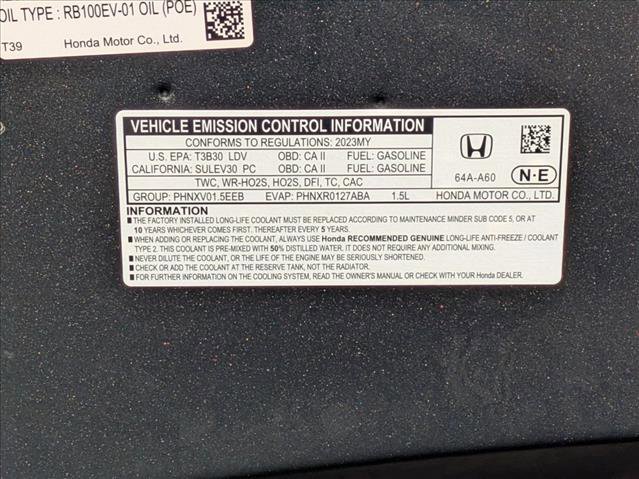 OIL TYPE : RB100EV-01 OIL (POE)
T39 Honda Motor Co., Ltd.
VEHICLE EMISSION CONTROL INFORMATION
CONFORMS TO REGULATIONS: 2023MY
U.S. EPA: T3B30 LDV OBD: CA II FUEL: GASOLINE
CALIFORNIA: SULEV30 PC OBD: CA II FUEL: GASOLINE
TWC, WR-HO2S, HO2S, DFI, TC, CAC
GROUP: PHNXV01.5EEB EVAP: PHNXR0127ABA 1.5L
64A-A60
N·E
HONDA MOTOR CO., LTD.
INFORMATION
■ THE FACTORY INSTALLED LONG-LIFE COOLANT MUST BE REPLACED ACCORDING TO MAINTENANCE MINDER SUB CODE 5, OR AT
10 YEARS WHICHEVER COMES FIRST. THEREAFTER EVERY 5 YEARS.
■ WHEN ADDING OR REPLACING THE COOLANT, ALWAYS USE Honda RECOMMENDED GENUINE LONG-LIFE ANTI-FREEZE / COOLANT
TYPE 2. THIS COOLANT IS PRE-MIXED WITH 50% DISTILLED WATER, IT DOES NOT REQUIRE ANY ADDITIONAL MIXING.
■ NEVER DILUTE THE COOLANT, OR THE LIFE OF THE ENGINE MAY BE SERIOUSLY SHORTENED.
■ CHECK OR ADD THE COOLANT AT THE RESERVE TANK, NOT THE RADIATOR.
■ FOR FURTHER INFORMATION ON THE COOLING SYSTEM, READ THE OWNER'S MANUAL OR CHECK WITH YOUR Honda DEALER.